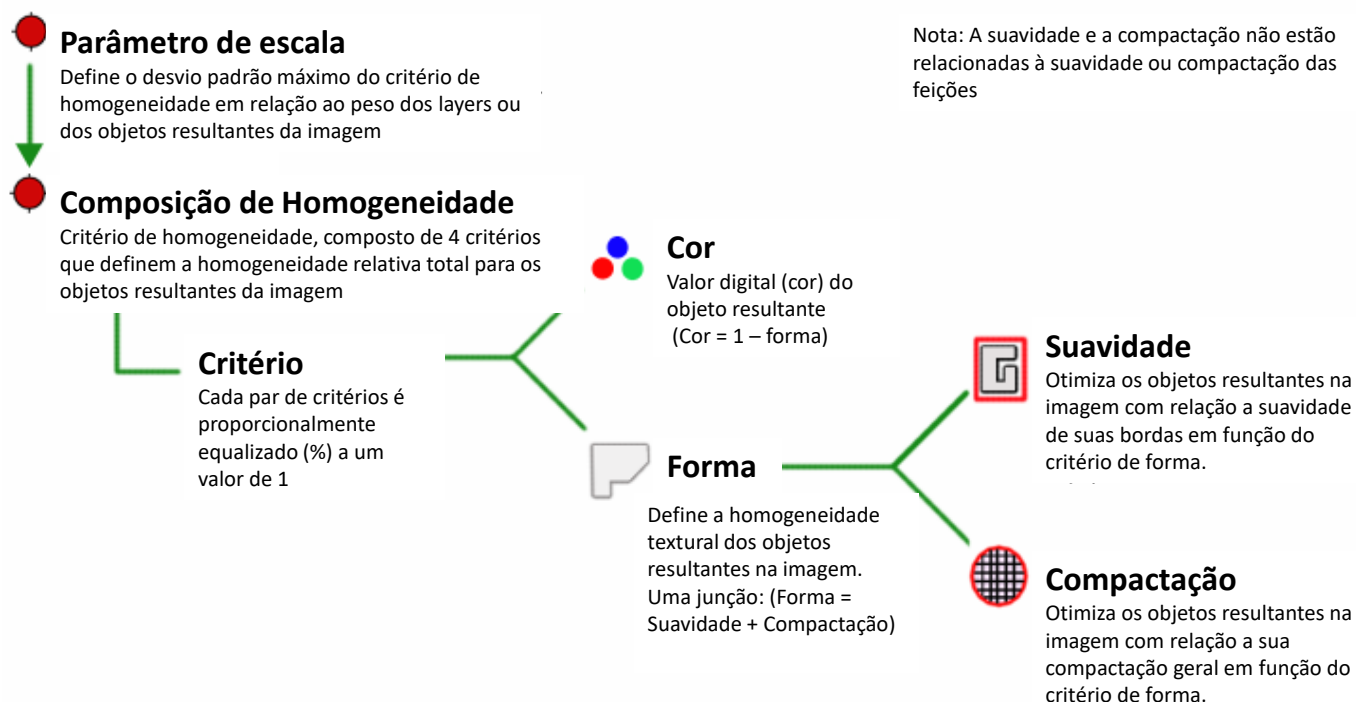 Parâmetro de escala
Define o desvio padrão máximo do critério de
homogeneidade em relação ao peso dos layers ou
dos objetos resultantes da imagem
Nota: A suavidade e a compactação não estão
relacionadas à suavidade ou compactação das
feições
Composição de Homogeneidade
Critério de homogeneidade, composto de 4 critérios
que definem a homogeneidade relativa total para os
objetos resultantes da imagem
Cor
Valor digital (cor) do
objeto resultante
(Cor = 1 – forma)
Critério
Cada par de critérios é
proporcionalmente
equalizado (%) a um
valor de 1
Forma
Define a homogeneidade
textural dos objetos
resultantes na imagem.
Uma junção: (Forma =
Suavidade + Compactação)
Suavidade
Otimiza os objetos resultantes na
imagem com relação a suavidade
de suas bordas em função do
critério de forma.
Compactação
Otimiza os objetos resultantes na
imagem com relação a sua
compactação geral em função do
critério de forma.